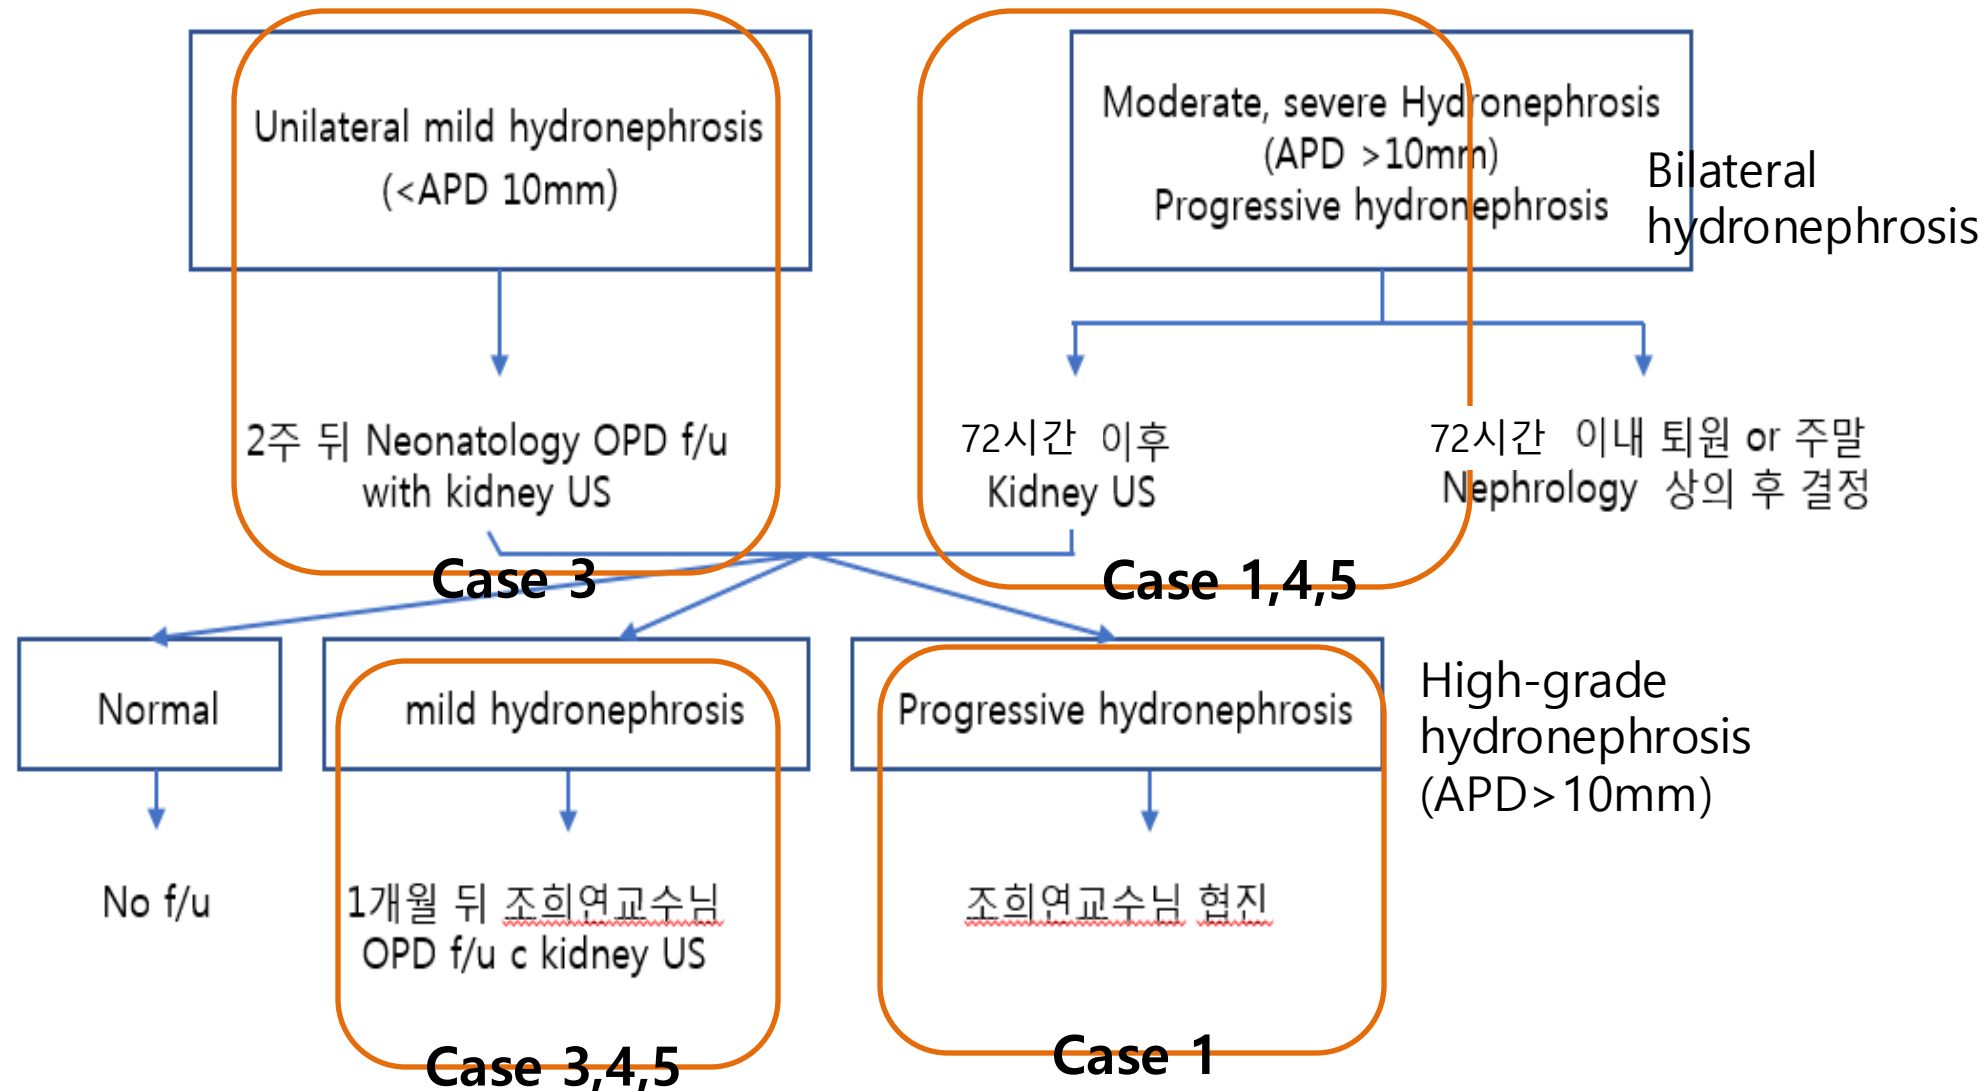 Unilateral mild hydronephrosis
(<APD 10mm)
Moderate, severe Hydronephrosis
(APD >10mm)
Progressive hydronephrosis
Bilateral
hydronephrosis
2주 뒤 Neonatology OPD f/u
with kidney US
72시간 이후
Kidney US
72시간 이내 퇴원 or 주말
Nephrology 상의 후 결정
Case 3
Case 1,4,5
Normal
mild hydronephrosis
Progressive hydronephrosis
High-grade
hydronephrosis
(APD>10mm)
No f/u
1개월 뒤 조희연교수님
OPD f/u c kidney US
조희연교수님 협진
Case 3,4,5
Case 1